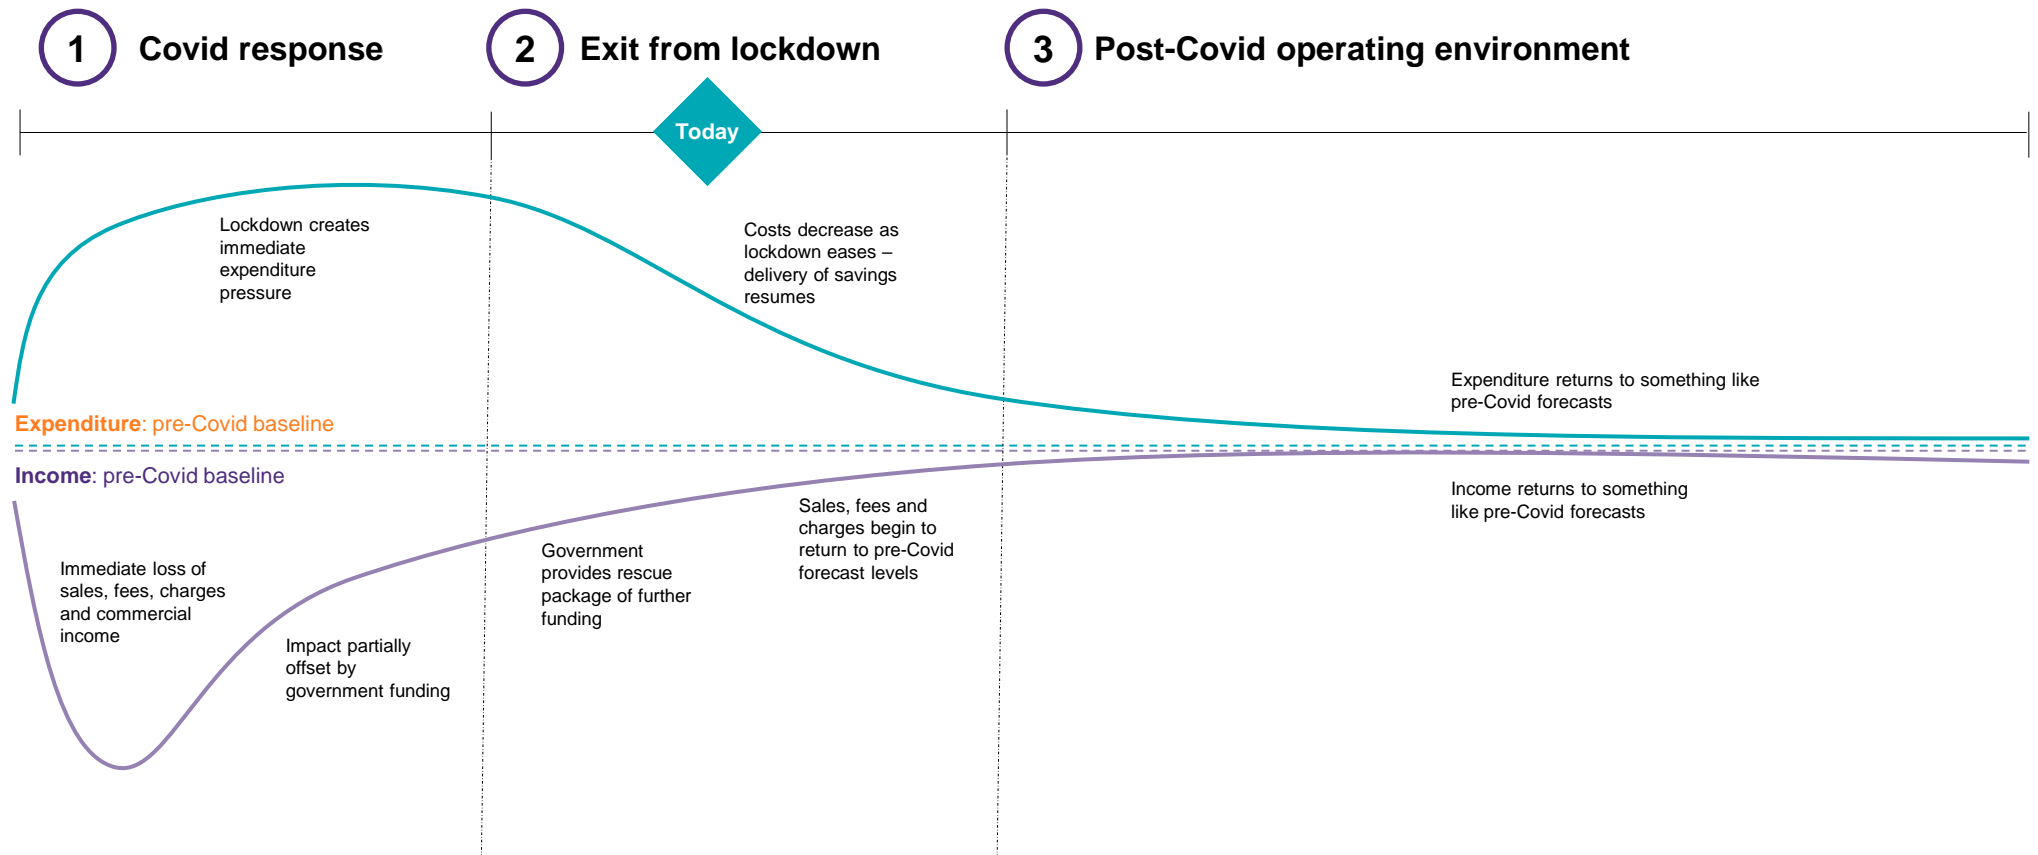 1
Covid response
2
Exit from lockdown
3
Post-Covid operating environment
Today
Lockdown creates
immediate
expenditure
pressure
Costs decrease as
lockdown eases –
delivery of savings
resumes
Expenditure returns to something like
pre-Covid forecasts
Expenditure: pre-Covid baseline
Income: pre-Covid baseline
Immediate loss of
sales, fees, charges
and commercial
income
Impact partially
offset by
government funding
Government
provides rescue
package of further
funding
Sales, fees and
charges begin to
return to pre-Covid
forecast levels
Income returns to something
like pre-Covid forecasts